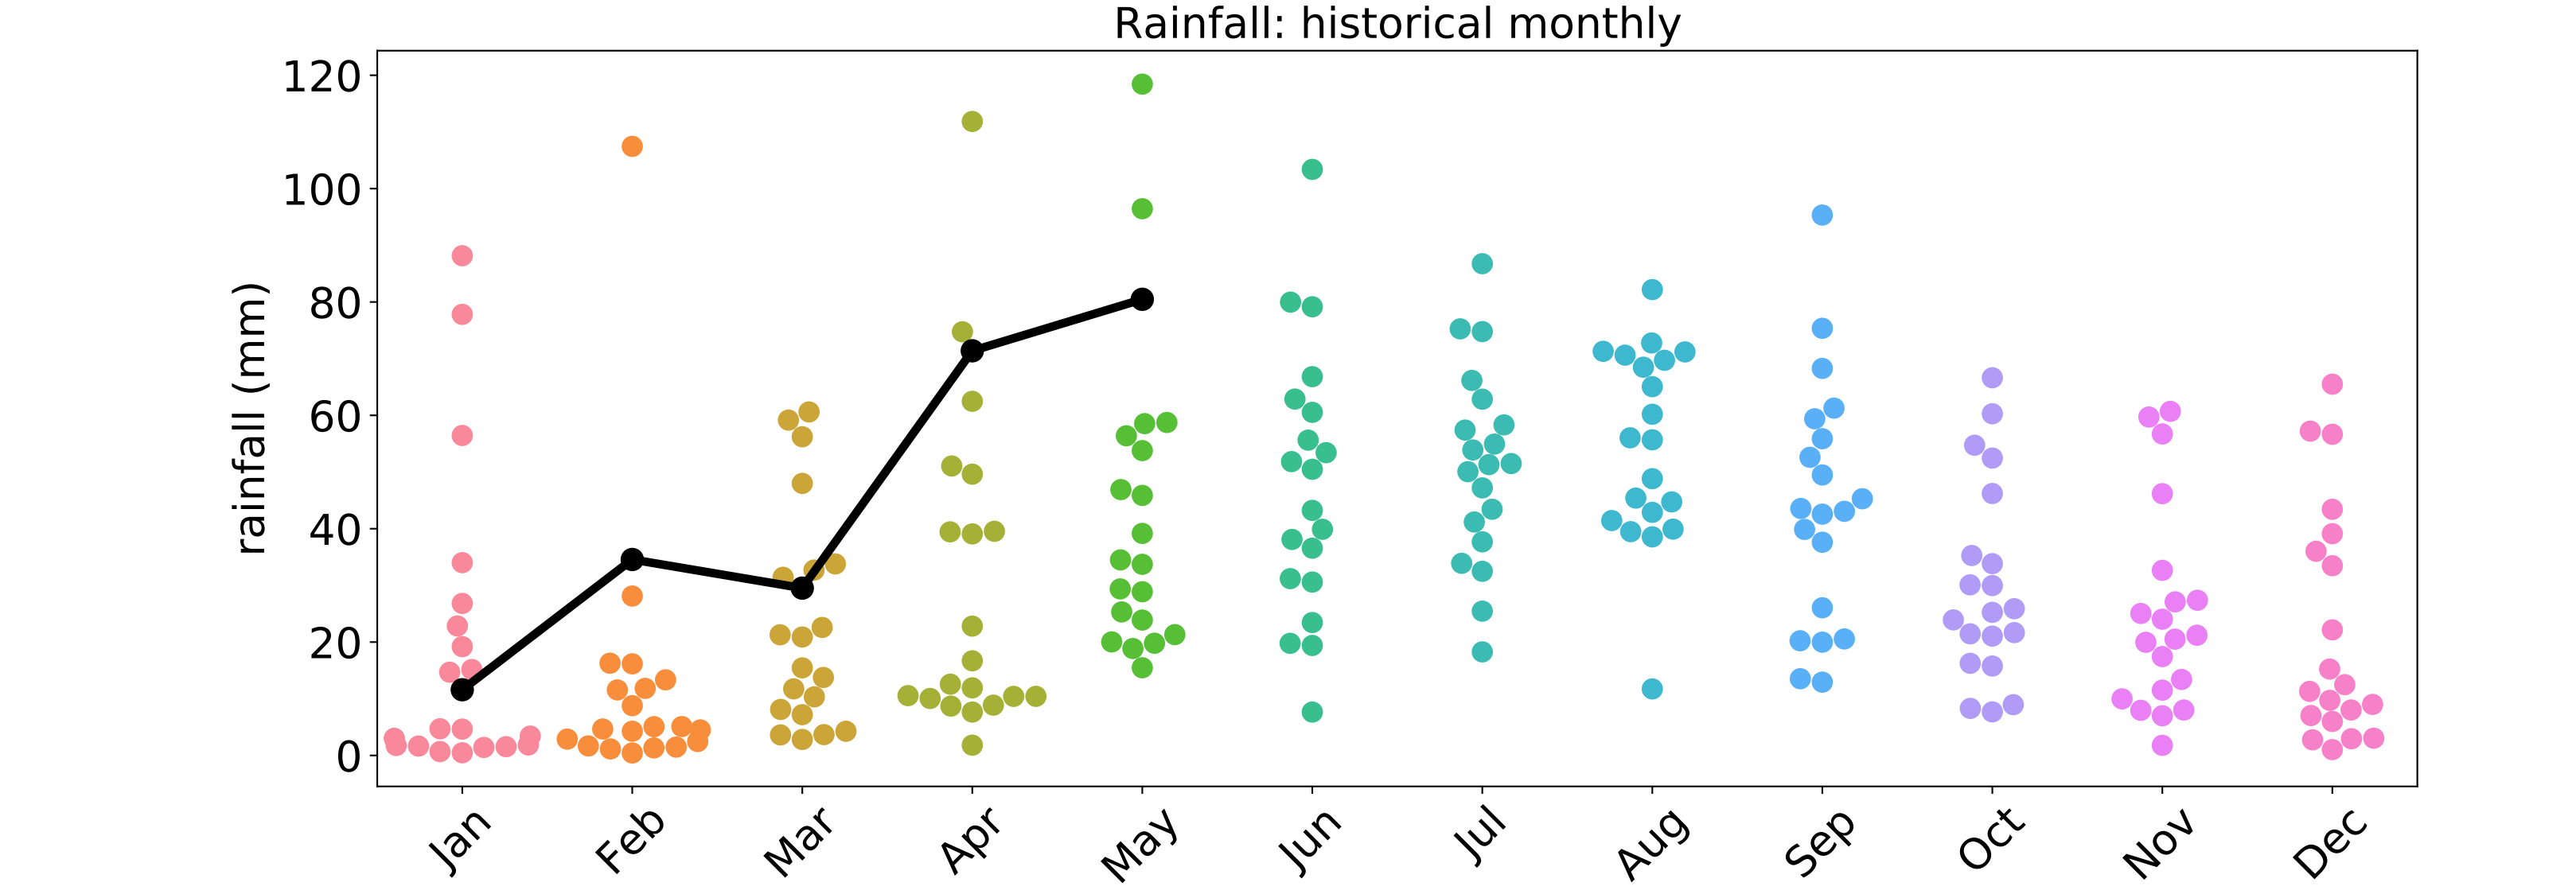 Rainfall: historical monthly
rainfall (mm)
120
100
80
60
40
20
0
Jan
Feb
Mar
Apr
May
Jun
Jul
Aug
Sep
Oct
Nov
Dec